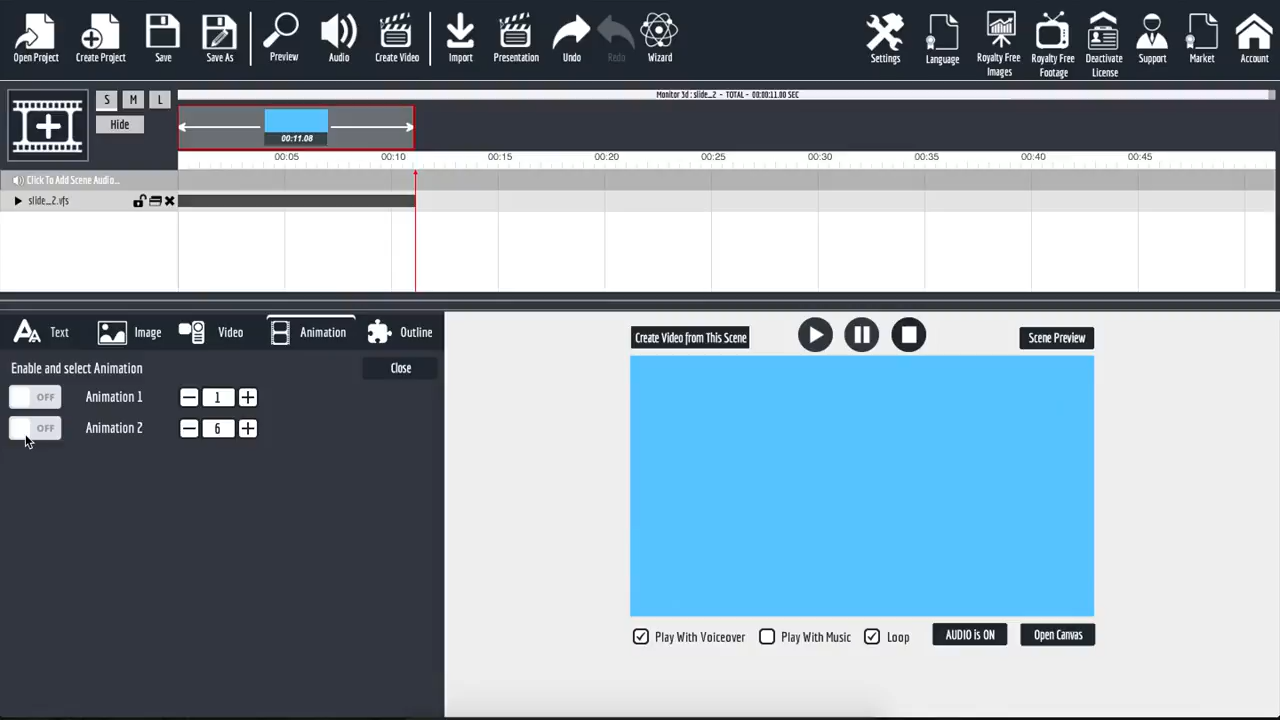 Open Project
Create Project
Save
Save As
Preview
Audio
Create Video
Import
Presentation
Undo
Redo
Wizard
Settings
Language
Royalty Free
Images
Royalty Free
Footage
Deactivate
License
Support
Market
Account
S M L
Hide
Monitor 3d : slide_2 - TOTAL - 00:00:11.00 SEC
00:11.08
00:05 00:10 00:15 00:20 00:25 00:30 00:35 00:40 00:45
Click To Add Scene Audio...
slide_2.vfs
Text Image Video Animation Outline
Enable and select Animation Close
OFF Animation 1 1
OFF Animation 2 6
Create Video from This Scene Scene Preview
Play With Voiceover Play With Music Loop AUDIO is ON Open Canvas